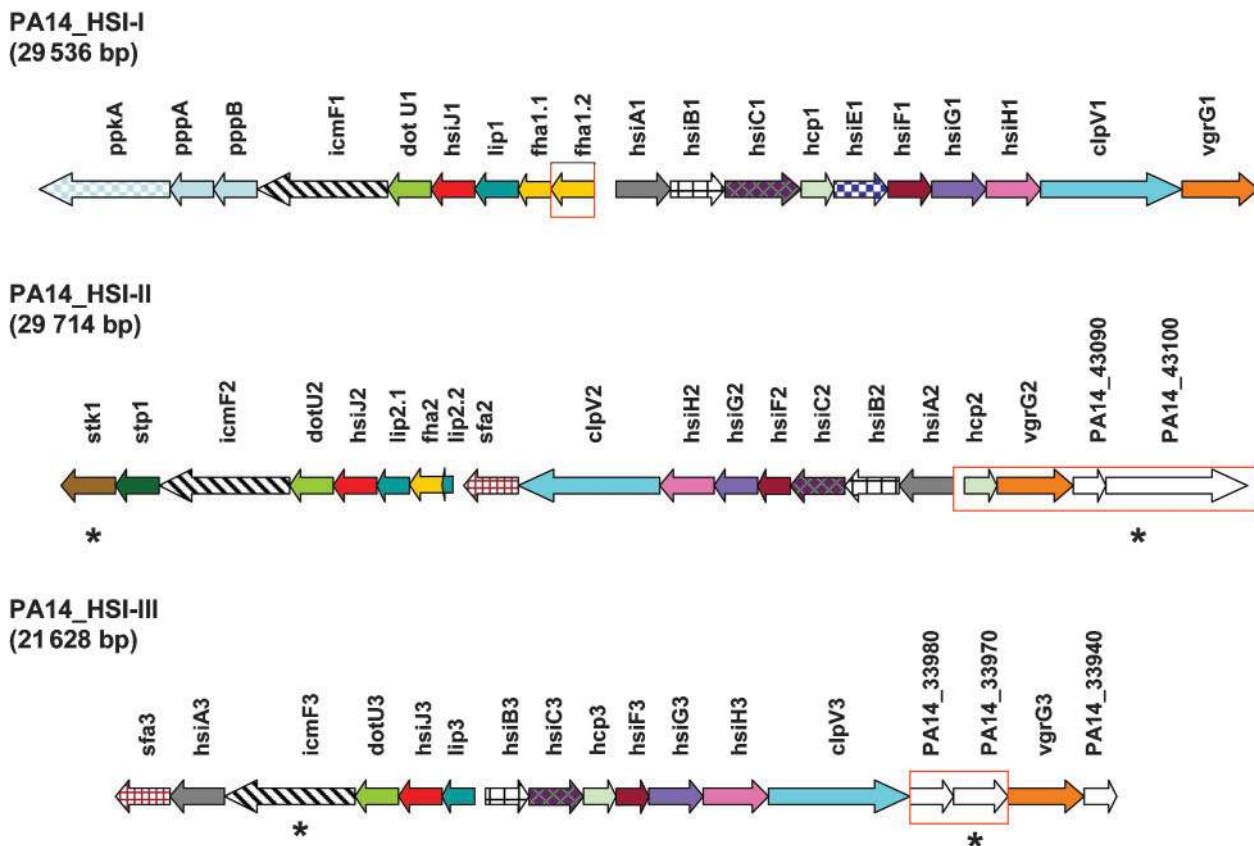 PA14_HSI-I
(29 536 bp)
ppkA pppA pppB icmF1 dot U1 hsiJ1 lip1 fha1.1 fha1.2 hsiA1 hsiB1 hsiC1 hcp1 hsiE1 hsiF1 hsiG1 hsiH1 clpV1 vgrG1
PA14_HSI-II
(29 714 bp)
stk1 stp1 icmF2 dotU2 hsiJ2 lip2.1 fha2 lip2.2 sfa2 clpV2 hsiH2 hsiG2 hsiF2 hsiC2 hsiB2 hsiA2 hcp2 vgrG2 PA14_43090 PA14_43100
* *
PA14_HSI-III
(21 628 bp)
sfa3 hsiA3 icmF3 dotU3 hsiJ3 lip3 hsiB3 hsiC3 hcp3 hsiF3 hsiG3 hsiH3 clpV3 PA14_33980 PA14_33970 vgrG3 PA14_33940
* *